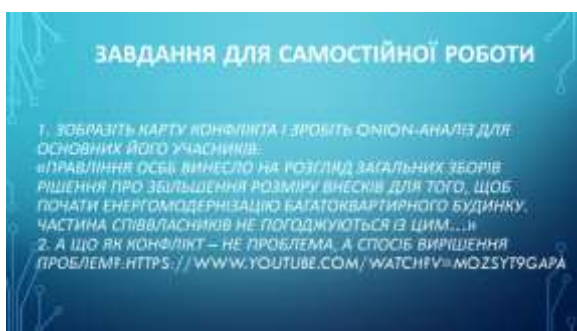 ЗАВДАННЯ ДЛЯ САМОСТІЙНОЇ РОБОТИ
1. ЗОБРАЗІТЬ КАРТУ КОНФЛІКТА І ЗРОБІТЬ ONION-АНАЛІЗ ДЛЯ
ОСНОВНИХ ЙОГО УЧАСНИКІВ:
«ПРАВЛІННЯ ОСББ ВИНЕСЛО НА РОЗГЛЯД ЗАГАЛЬНИХ ЗБОРІВ
РІШЕННЯ ПРО ЗБІЛЬШЕННЯ РОЗМІРУ ВНЕСКІВ ДЛЯ ТОГО, ЩОБ
ПОЧАТИ ЕНЕРГОМОДЕРНІЗАЦІЮ БАГАТОКВАРТИРНОГО БУДИНКУ.
ЧАСТИНА СПІВВЛАСНИКІВ НЕ ПОГОДЖУЮТЬСЯ ІЗ ЦИМ…»
2. А ЩО ЯК КОНФЛІКТ – НЕ ПРОБЛЕМА, А СПОСІБ ВИРІШЕННЯ
ПРОБЛЕМ?HTTPS://WWW.YOUTUBE.COM/WATCH?V=MOZSYT9GAPA